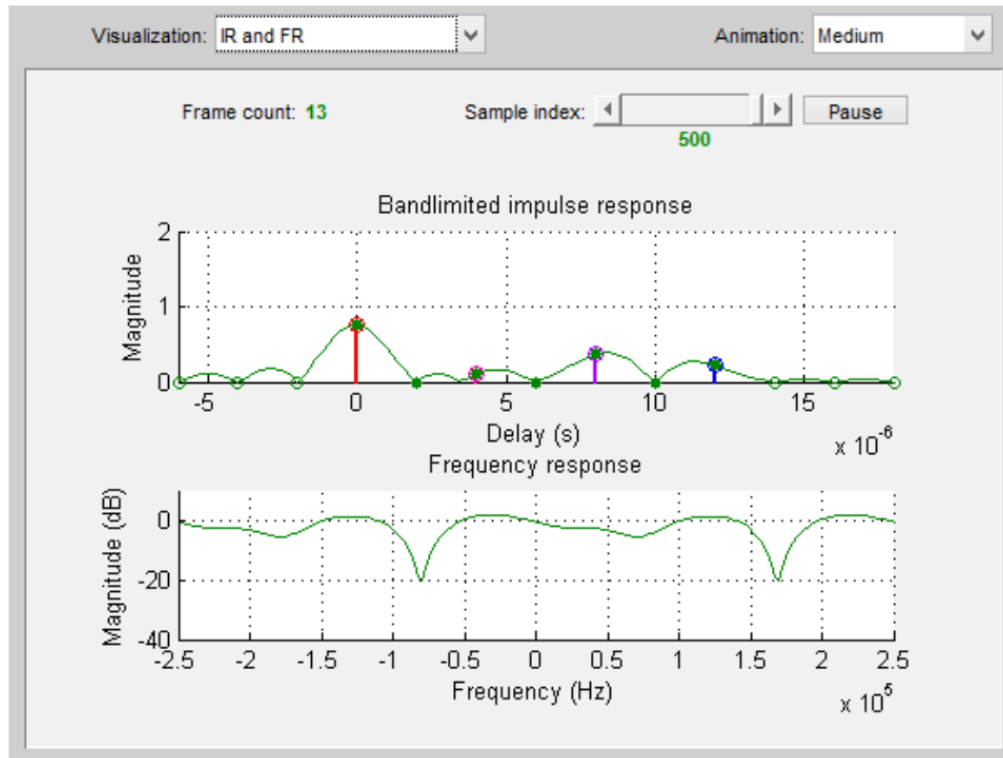 Visualization: IR and FR Animation: Medium
Frame count: 13 Sample index: Pause
500
Bandlimited impulse response
2
1
0
Magnitude
-5 0 5 10 15
Delay (s)
x 10^-6
Frequency response
0
-20
-40
Magnitude (dB)
-2.5 -2 -1.5 -1 -0.5 0 0.5 1 1.5 2 2.5
Frequency (Hz)
x 10^5